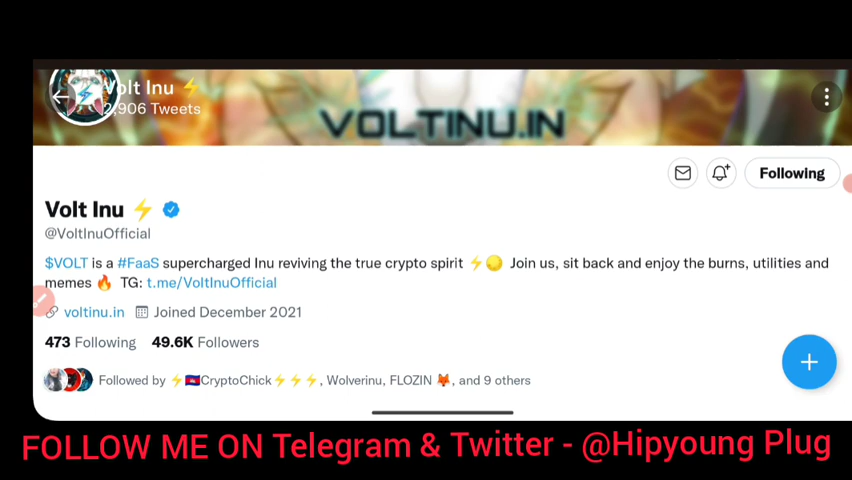 Volt Inu ⚡
2,906 Tweets
VOLTINU.IN
Following
Volt Inu ⚡
@VoltInuOfficial
$VOLT is a #FaaS supercharged Inu reviving the true crypto spirit ⚡🌕 Join us, sit back and enjoy the burns, utilities and
memes 🔥 TG: t.me/VoltInuOfficial
voltinu.in Joined December 2021
473 Following 49.6K Followers
Followed by ⚡🇰🇭CryptoChick⚡⚡⚡, Wolverinu, FLOZIN 🦊, and 9 others
FOLLOW ME ON Telegram & Twitter - @Hipyoung Plug